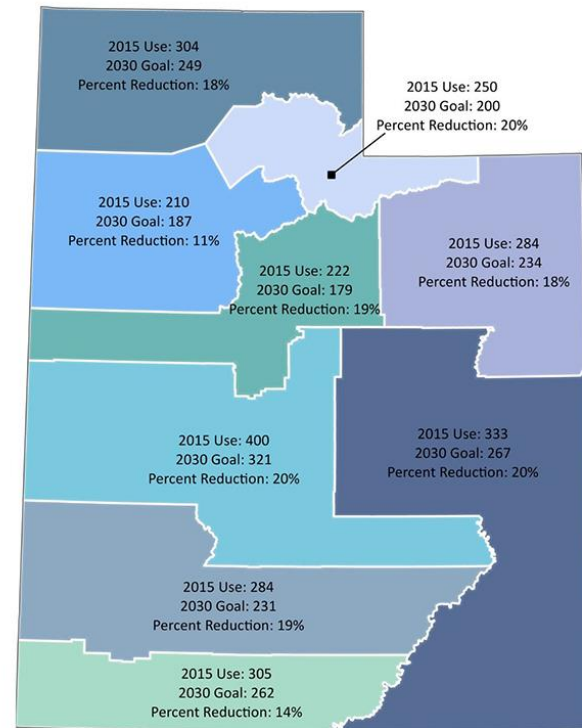 2015 Use: 304
2030 Goal: 249
Percent Reduction: 18%
2015 Use: 250
2030 Goal: 200
Percent Reduction: 20%
2015 Use: 210
2030 Goal: 187
Percent Reduction: 11%
2015 Use: 284
2030 Goal: 234
Percent Reduction: 18%
2015 Use: 222
2030 Goal: 179
Percent Reduction: 19%
2015 Use: 400
2030 Goal: 321
Percent Reduction: 20%
2015 Use: 333
2030 Goal: 267
Percent Reduction: 20%
2015 Use: 284
2030 Goal: 231
Percent Reduction: 19%
2015 Use: 305
2030 Goal: 262
Percent Reduction: 14%